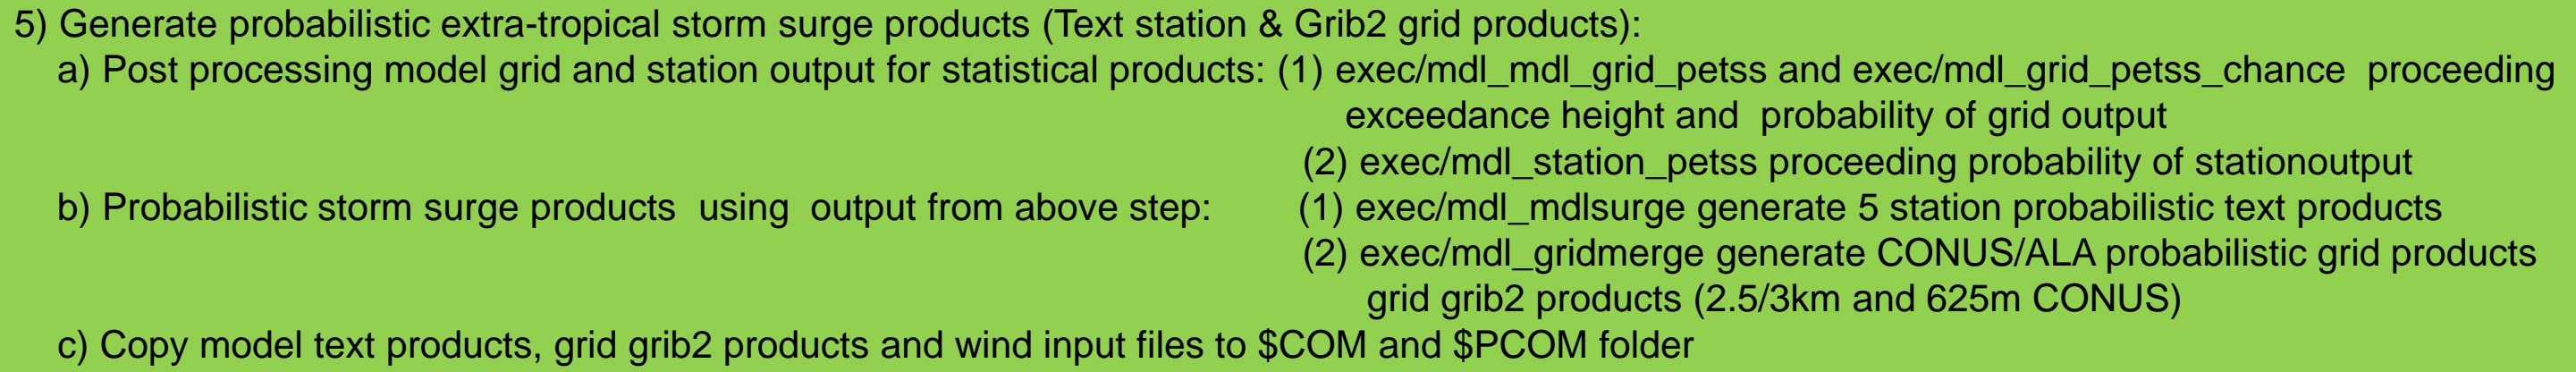 5) Generate probabilistic extra-tropical storm surge products (Text station & Grib2 grid products):
a) Post processing model grid and station output for statistical products: (1) exec/mdl_mdl_grid_petss and exec/mdl_grid_petss_chance proceeding
exceedance height and probability of grid output
(2) exec/mdl_station_petss proceeding probability of stationoutput
b) Probabilistic storm surge products using output from above step: (1) exec/mdl_mdlsurge generate 5 station probabilistic text products
(2) exec/mdl_gridmerge generate CONUS/ALA probabilistic grid products
grid grib2 products (2.5/3km and 625m CONUS)
c) Copy model text products, grid grib2 products and wind input files to $COM and $PCOM folder